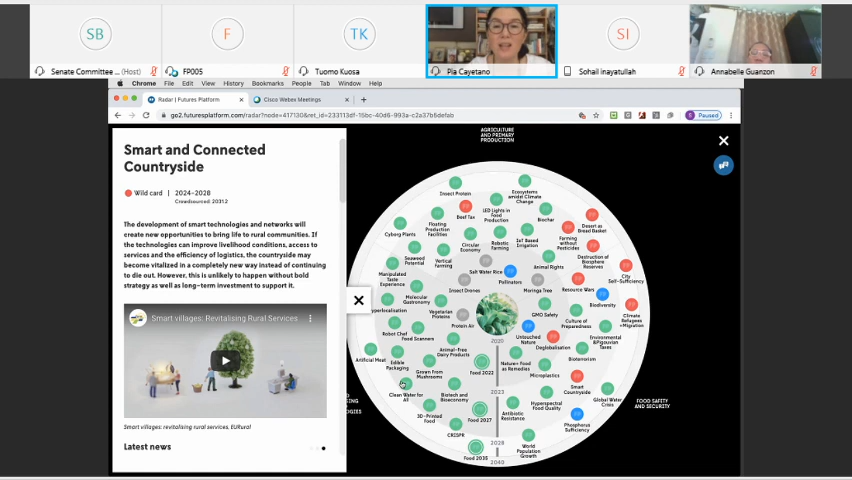 SB
F
TK
SI
Senate Committee ... (Host)
FP005
Tuomo Kuosa
Pia Cayetano
Sohail inayatullah
Annabelle Guanzon
Chrome File Edit View History Bookmarks People Tab Window Help
Radar | Futures Platform
Cisco Webex Meetings
Paused
Smart and Connected
Countryside
Wild card | 2024-2028
Crowdsourced: 20312
The development of smart technologies and networks will
create new opportunities to bring life to rural communities. If
the technologies can improve livelihood conditions, access to
services and the efficiency of logistics, the countryside may
become vitalized in a completely new way instead of continuing
to die out. However, this is unlikely to happen without bold
strategy as well as long-term investment to support it.
Smart villages: Revitalising Rural Services
Smart villages: revitalising rural services, EURural
Latest news
AGRICULTURE
AND PRIMARY
PRODUCTION
Insect Protein
Ecosystems
amidst Climate
Change
Beef Tax
LED Lights in
Food
Production
Biochar
Desert as
Bread Basket
Cyborg Plants
Floating
Production
Facilities
Circular
Economy
Robotic
Farming
IoT Based
Irrigation
Farming
without
Pesticides
Destruction of
Biosphere
Reserves
Seaweed
Potential
Vertical
Farming
Salt Water Rice
Animal Rights
City
Self-Sufficiency
Manipulated
Taste
Experience
Insect Drones
Pollinators
Moringa Tree
Resource Wars
Biodiversity
Molecular
Gastronomy
Hyperlocalisation
Vegetarian
Proteins
Protein Air
GMO Safety
Culture of
Preparedness
Climate
Refugees
+Migration
Robot Chef
Food Scanners
Untouched
Nature
Deglobalisation
Environmental
&Pigouvian
Taxes
Artificial Meat
Edible
Packaging
Animal-Free
Dairy Products
2020
Nature+ Food
as Remedies
Bioterrorism
Grown From
Mushrooms
Food 2022
Microplastics
Smart
Countryside
Clean Water for
All
Biotech and
Bioeconomy
2023
Hyperspectral
Food Quality
Global Water
Crisis
FOOD SAFETY
AND SECURITY
3D-Printed
Food
Food 2027
Antibiotic
Resistance
Phosphorus
Sufficiency
CRISPR
2028
World
Population
Growth
Food 2035
2040